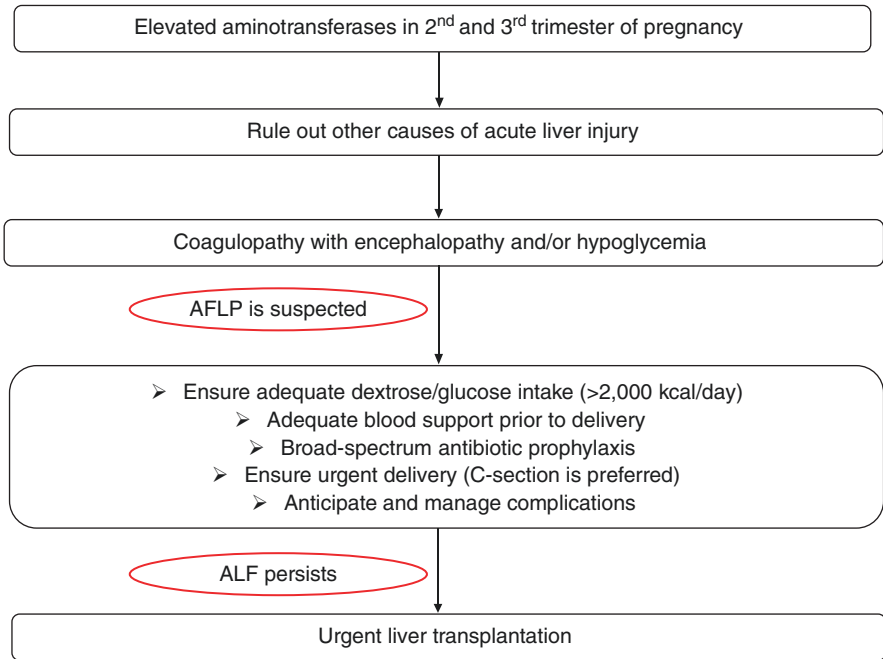 Elevated aminotransferases in 2nd and 3rd trimester of pregnancy
Rule out other causes of acute liver injury
Coagulopathy with encephalopathy and/or hypoglycemia
AFLP is suspected
➢ Ensure adequate dextrose/glucose intake (>2,000 kcal/day)
➢ Adequate blood support prior to delivery
➢ Broad-spectrum antibiotic prophylaxis
➢ Ensure urgent delivery (C-section is preferred)
➢ Anticipate and manage complications
ALF persists
Urgent liver transplantation